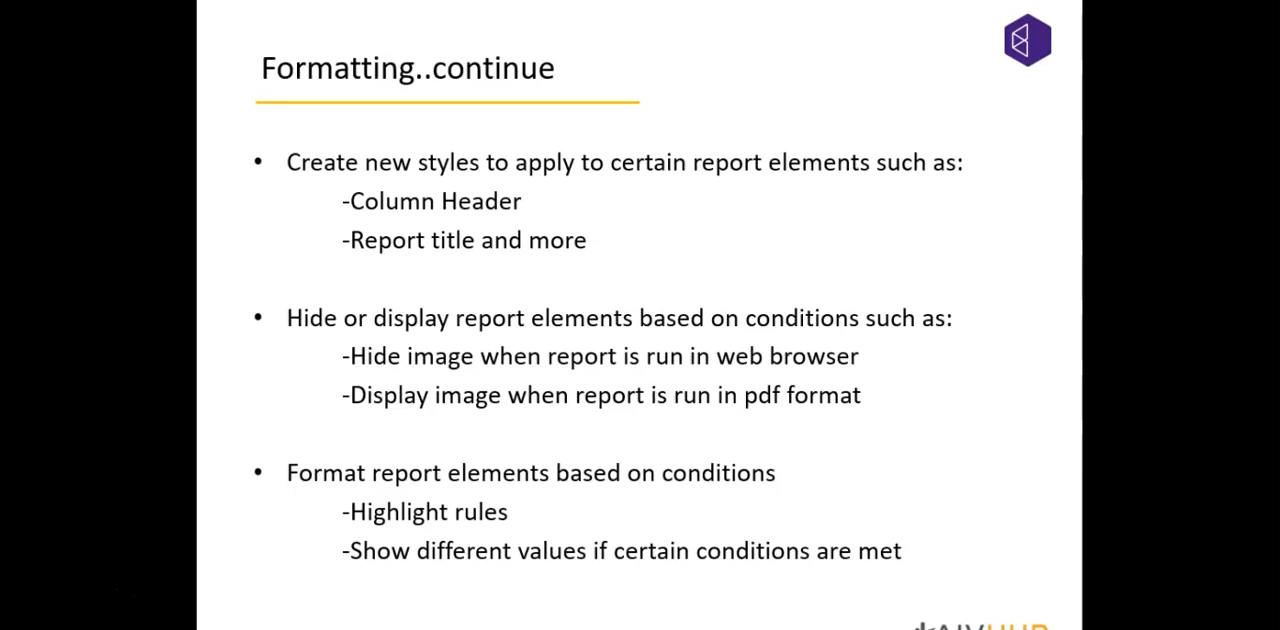 Formatting..continue
• Create new styles to apply to certain report elements such as:
-Column Header
-Report title and more
• Hide or display report elements based on conditions such as:
-Hide image when report is run in web browser
-Display image when report is run in pdf format
• Format report elements based on conditions
-Highlight rules
-Show different values if certain conditions are met